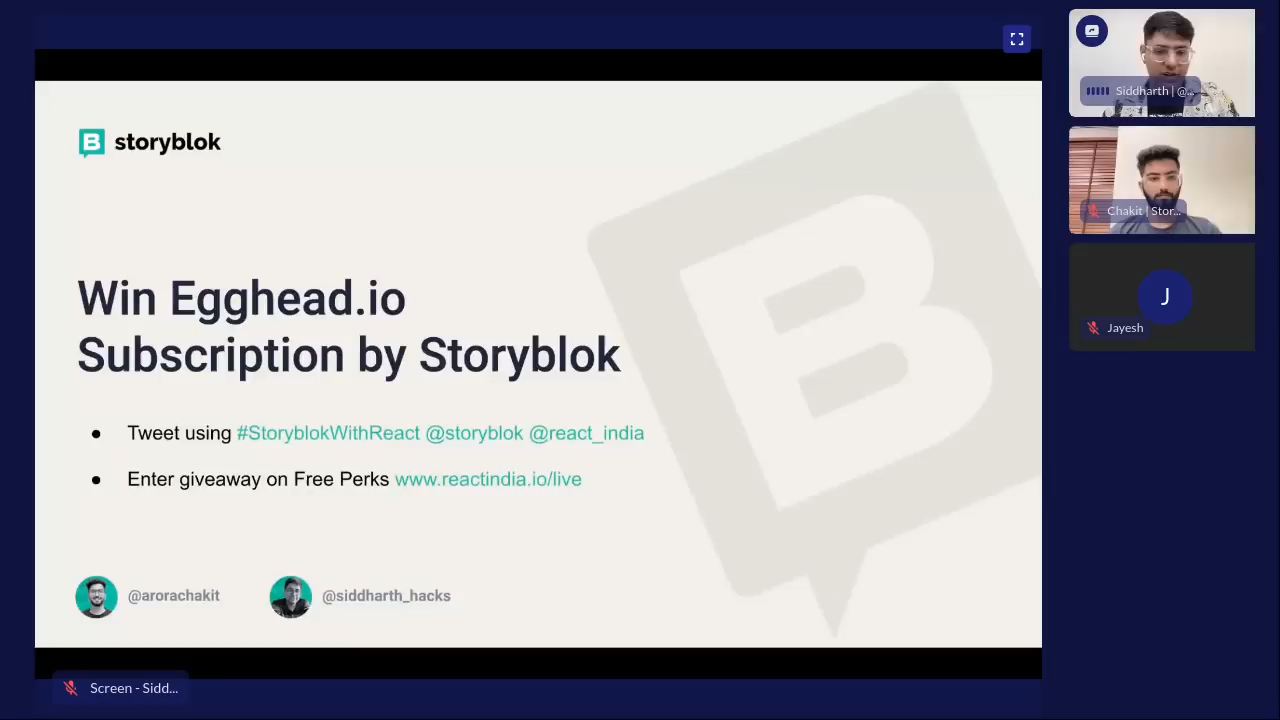 storyblok
Win Egghead.io
Subscription by Storyblok
● Tweet using #StoryblokWithReact @storyblok @react_india
● Enter giveaway on Free Perks www.reactindia.io/live
@arorachakit
@siddharth_hacks
Screen - Sidd...
Siddharth | @...
Chakit | Stor...
J
Jayesh